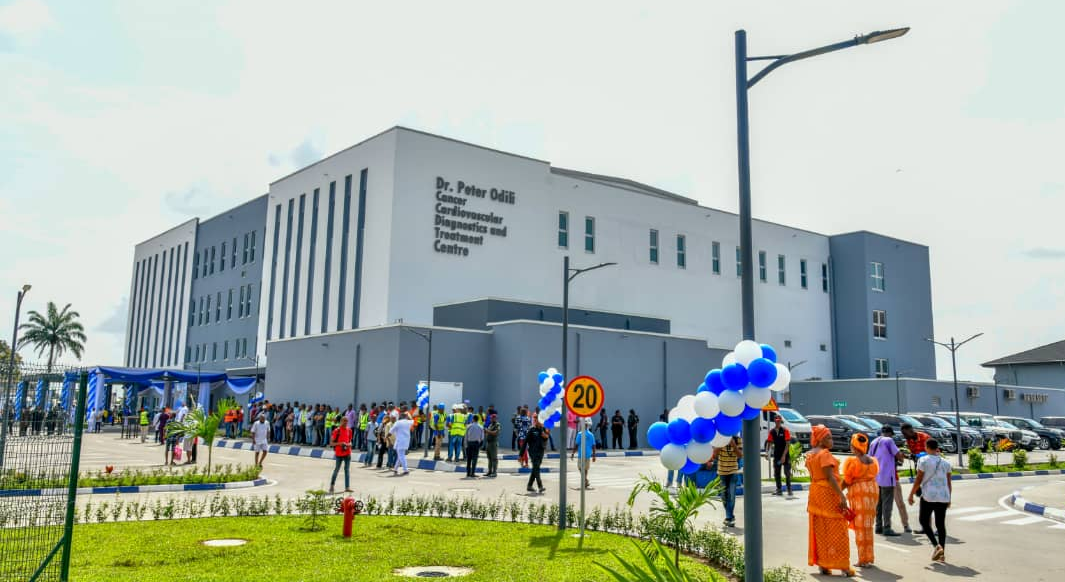 Dr. Peter Odili
Cancer
Cardiovascular
Diagnostics and
Treatment
Centre
20